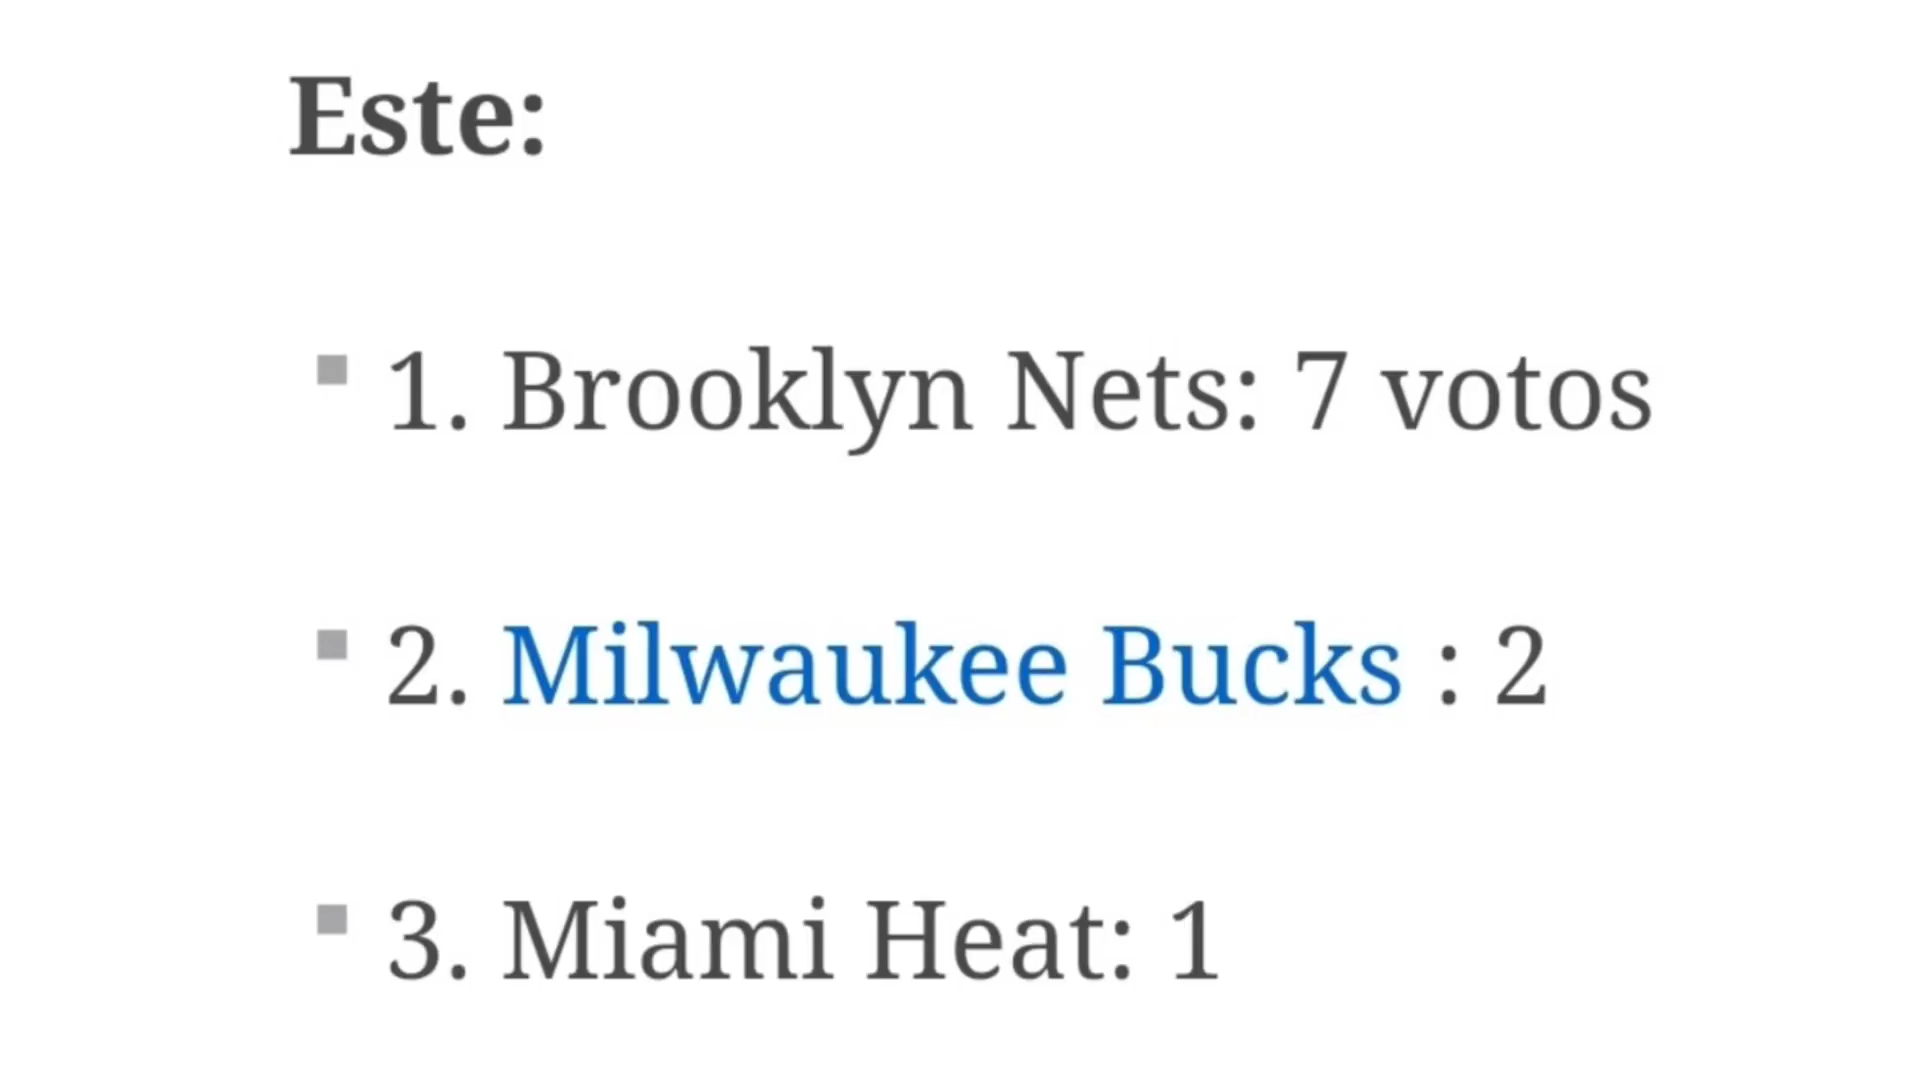 Este:
1. Brooklyn Nets: 7 votos
2. Milwaukee Bucks : 2
3. Miami Heat: 1